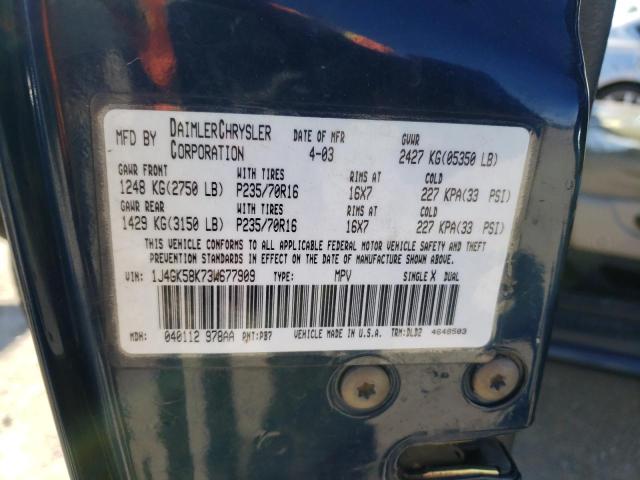 MFD BY DAIMLERCHRYSLER CORPORATION DATE OF MFR 4-03 GVWR 2427 KG(05350 LB)
GAWR FRONT WITH TIRES RIMS AT COLD
1248 KG(2750 LB) P235/70R16 16X7 227 KPA(33 PSI)
GAWR REAR WITH TIRES RIMS AT COLD
1429 KG(3150 LB) P235/70R16 16X7 227 KPA(33 PSI)
THIS VEHICLE CONFORMS TO ALL APPLICABLE FEDERAL MOTOR VEHICLE SAFETY AND THEFT
PREVENTION STANDARDS IN EFFECT ON THE DATE OF MANUFACTURE SHOWN ABOVE.
VIN: 1J4GK58K73W677909 TYPE: MPV SINGLE X DUAL
MDH: 040112 978AA PNT:PB7 VEHICLE MADE IN U.S.A. TRM:DLD2 4648503